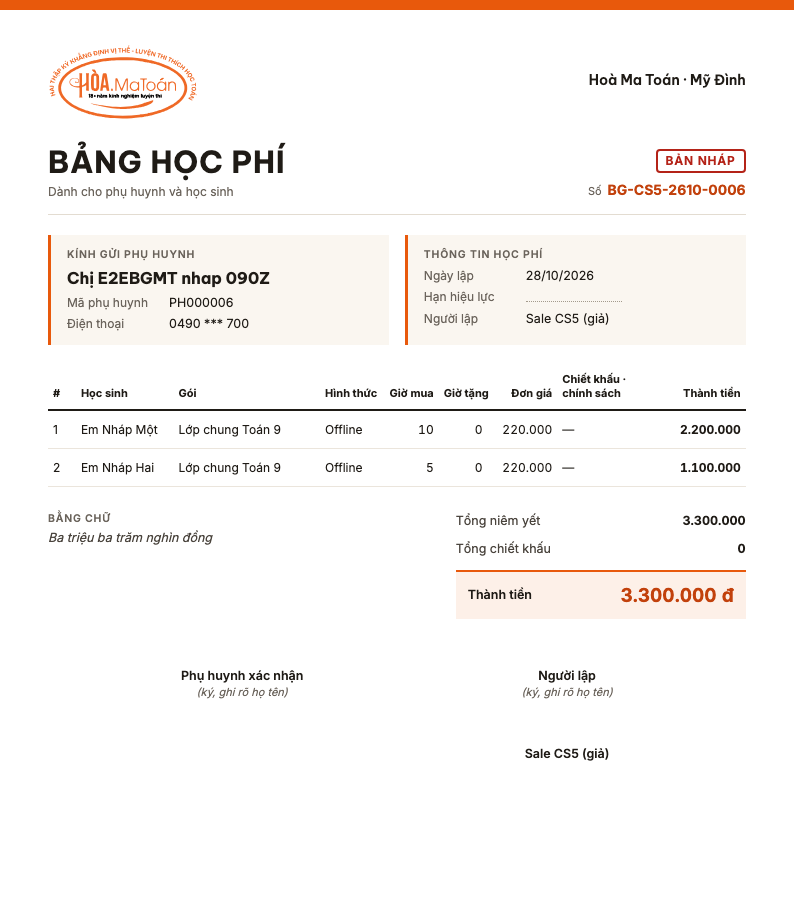 HAI THẬP KỶ KHẲNG ĐỊNH VỊ THẾ - LUYỆN THI THÍCH HỌC TOÁN
HÒA.MaToán
18+ năm kinh nghiệm luyện thi
Hoà Ma Toán · Mỹ Đình
BẢNG HỌC PHÍ
BẢN NHÁP
Dành cho phụ huynh và học sinh
Số BG-CS5-2610-0006
KÍNH GỬI PHỤ HUYNH
Chị E2EBGMT nhap 090Z
Mã phụ huynh PH000006
Điện thoại 0490 *** 700
THÔNG TIN HỌC PHÍ
Ngày lập 28/10/2026
Hạn hiệu lực
Người lập Sale CS5 (giả)
# Học sinh Gói Hình thức Giờ mua Giờ tặng Đơn giá Chiết khấu · chính sách Thành tiền
1 Em Nháp Một Lớp chung Toán 9 Offline 10 0 220.000 — 2.200.000
2 Em Nháp Hai Lớp chung Toán 9 Offline 5 0 220.000 — 1.100.000
BẰNG CHỮ
Ba triệu ba trăm nghìn đồng
Tổng niêm yết 3.300.000
Tổng chiết khấu 0
Thành tiền 3.300.000 đ
Phụ huynh xác nhận
(ký, ghi rõ họ tên)
Người lập
(ký, ghi rõ họ tên)
Sale CS5 (giả)